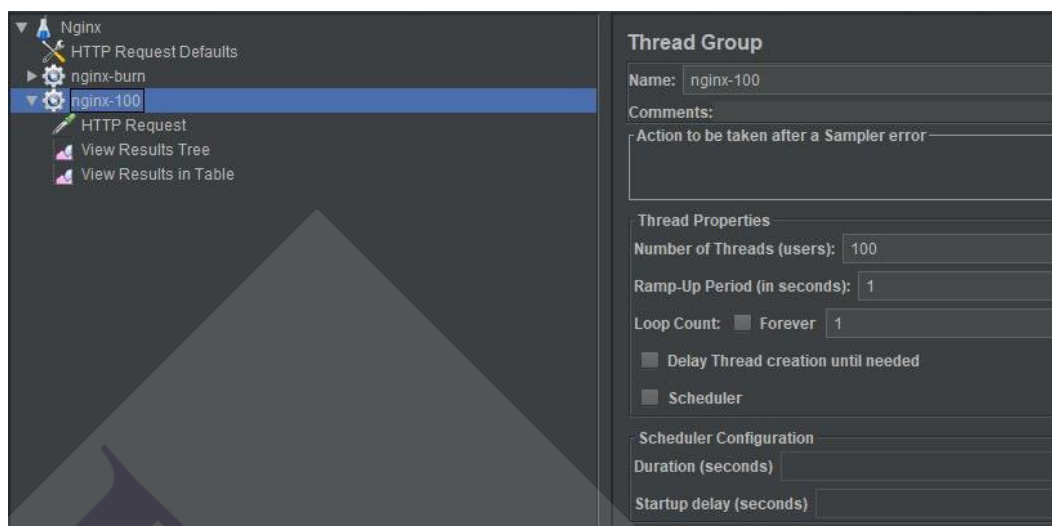 Nginx
HTTP Request Defaults
nginx-burn
nginx-100
HTTP Request
View Results Tree
View Results in Table
Thread Group
Name: nginx-100
Comments:
Action to be taken after a Sampler error
Thread Properties
Number of Threads (users): 100
Ramp-Up Period (in seconds): 1
Loop Count: Forever 1
Delay Thread creation until needed
Scheduler
Scheduler Configuration
Duration (seconds)
Startup delay (seconds)